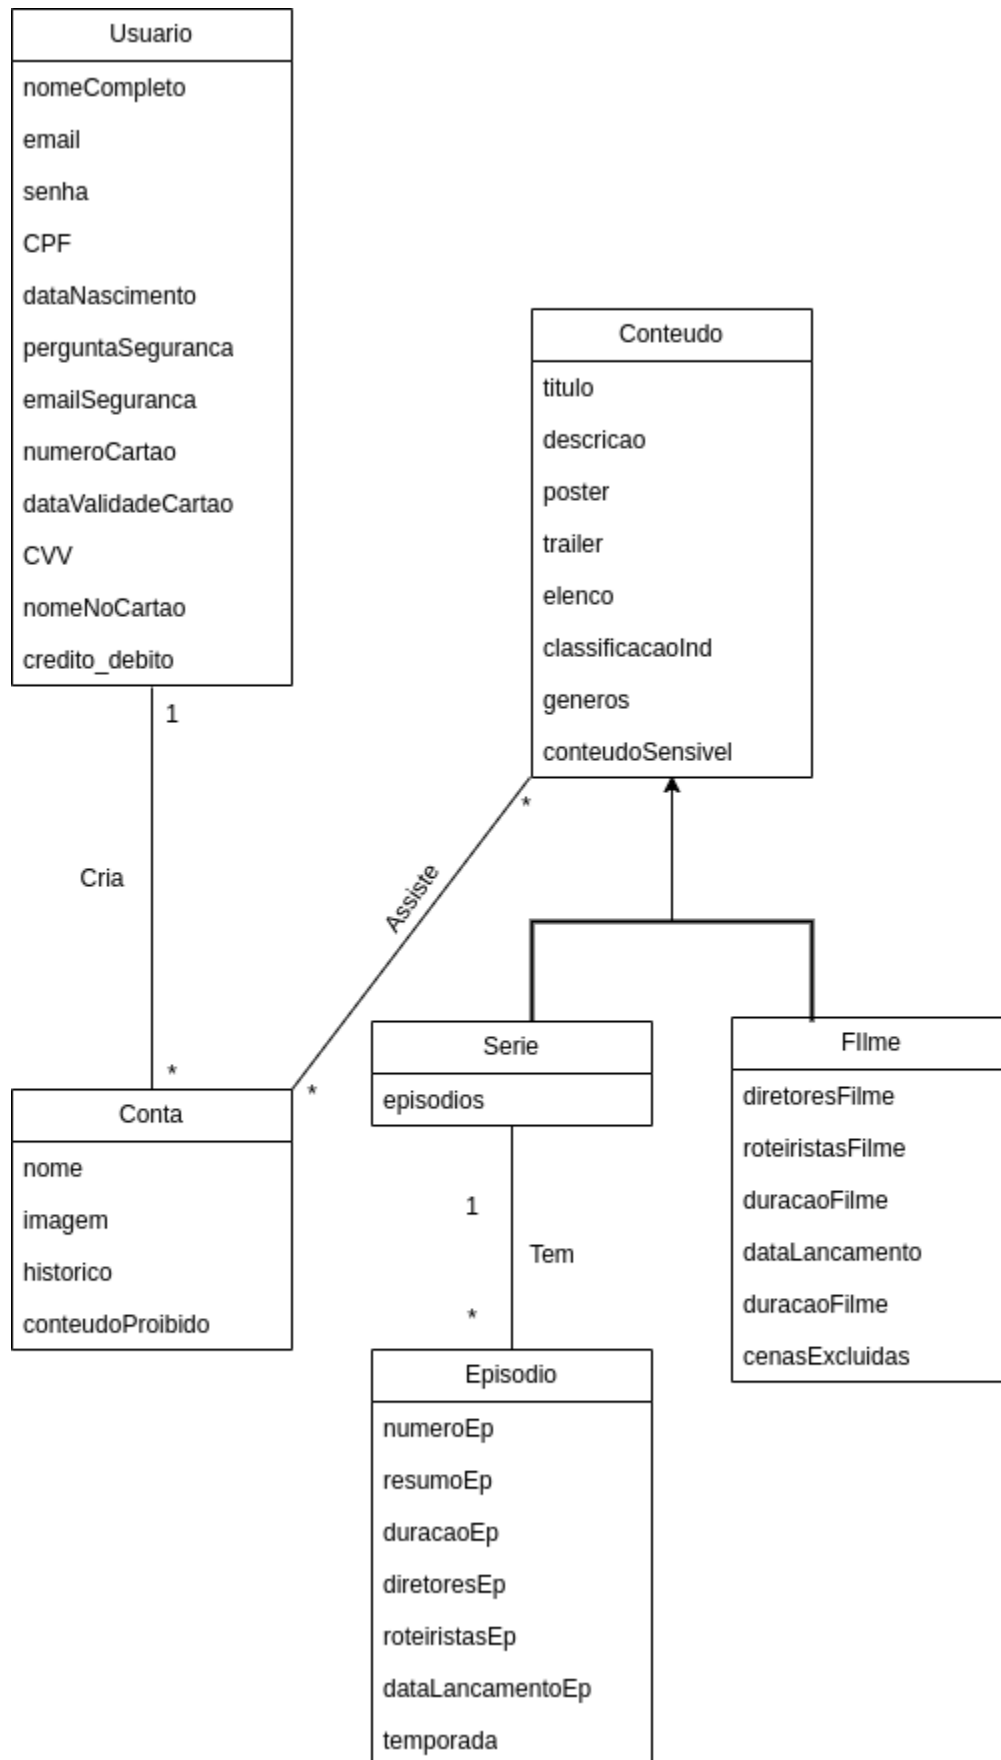 Usuario
nomeCompleto
email
senha
CPF
dataNascimento
perguntaSeguranca
emailSeguranca
numeroCartao
dataValidadeCartao
CVV
nomeNoCartao
credito_debito
1
Cria
*
Conteudo
titulo
descricao
poster
trailer
elenco
classificacaoInd
generos
conteudoSensivel
*
Assiste
*
Conta
nome
imagem
historico
conteudoProibido
Serie
episodios
1
Tem
*
FIlme
diretoresFilme
roteiristasFilme
duracaoFilme
dataLancamento
duracaoFilme
cenasExcluidas
Episodio
numeroEp
resumoEp
duracaoEp
diretoresEp
roteiristasEp
dataLancamentoEp
temporada